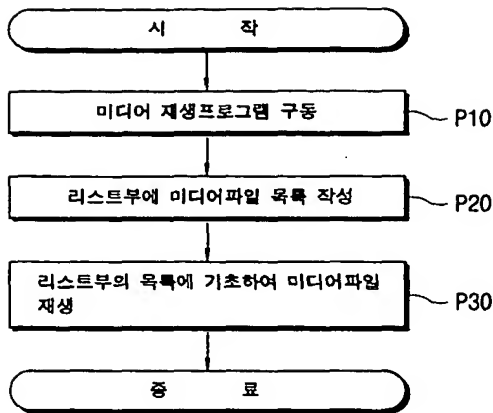 시 작
미디어 재생프로그램 구동
P10
리스트부에 미디어파일 목록 작성
P20
리스트부의 목록에 기초하여 미디어파일
재생
P30
종 료